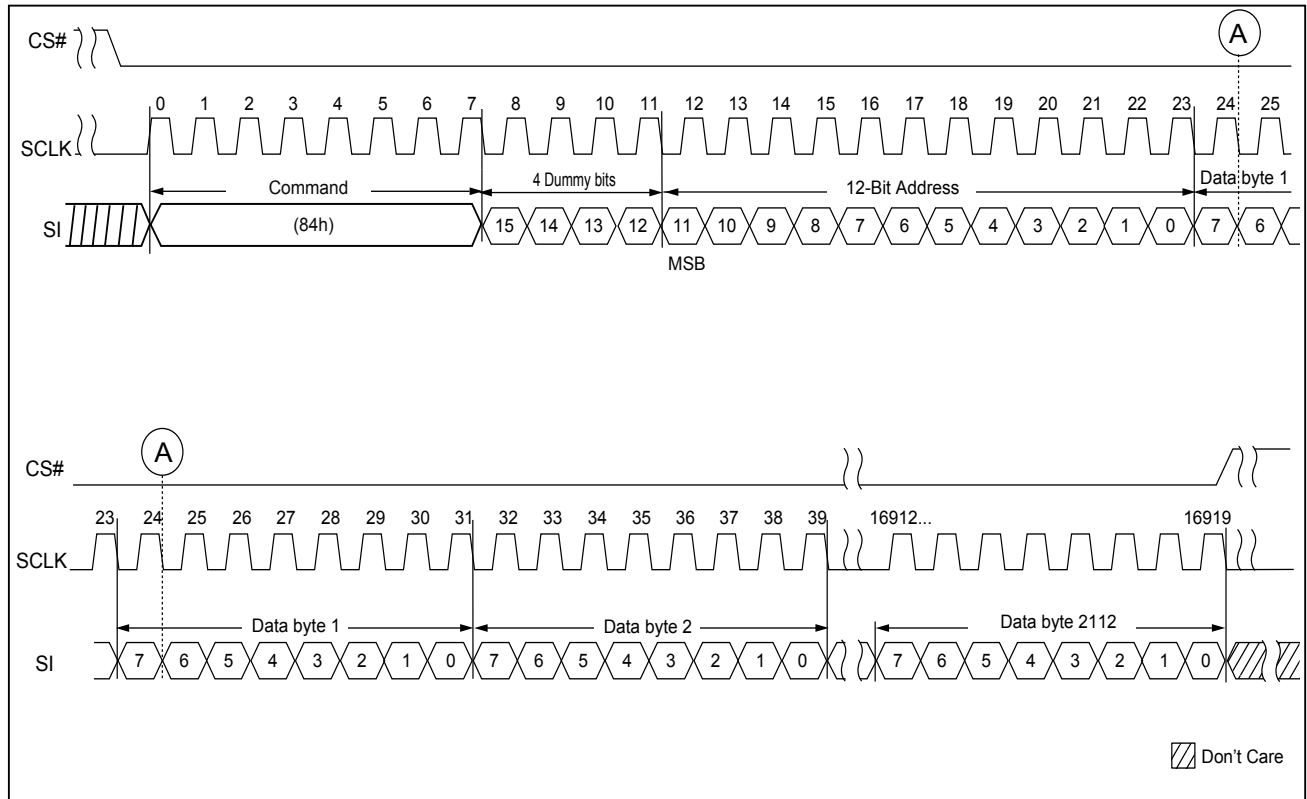 CS#
A
0 1 2 3 4 5 6 7 8 9 10 11 12 13 14 15 16 17 18 19 20 21 22 23 24 25
SCLK
Command 4 Dummy bits 12-Bit Address Data byte 1
SI (84h) 15 14 13 12 11 10 9 8 7 6 5 4 3 2 1 0 7 6
MSB
A
CS#
23 24 25 26 27 28 29 30 31 32 33 34 35 36 37 38 39 16912... 16919
SCLK
Data byte 1 Data byte 2 Data byte 2112
SI 7 6 5 4 3 2 1 0 7 6 5 4 3 2 1 0 7 6 5 4 3 2 1 0
Don't Care